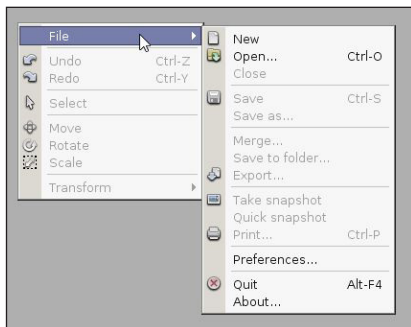 File
Undo Ctrl-Z
Redo Ctrl-Y
Select
Move
Rotate
Scale
Transform
New
Open... Ctrl-O
Close
Save Ctrl-S
Save as...
Merge...
Save to folder...
Export...
Take snapshot
Quick snapshot
Print... Ctrl-P
Preferences...
Quit Alt-F4
About...